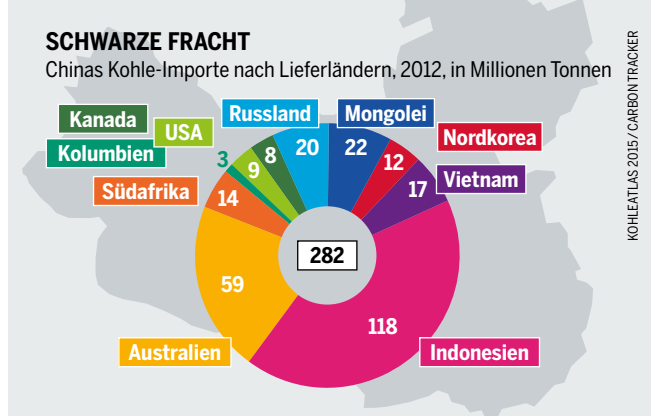 SCHWARZE FRACHT
Chinas Kohle-Importe nach Lieferländern, 2012, in Millionen Tonnen
Kanada
USA
Russland
Mongolei
Nordkorea
Kolumbien
Südafrika
Vietnam
3
9
8
20
22
12
17
14
282
59
118
Australien
Indonesien
KOHLEATLAS 2015 / CARBON TRACKER